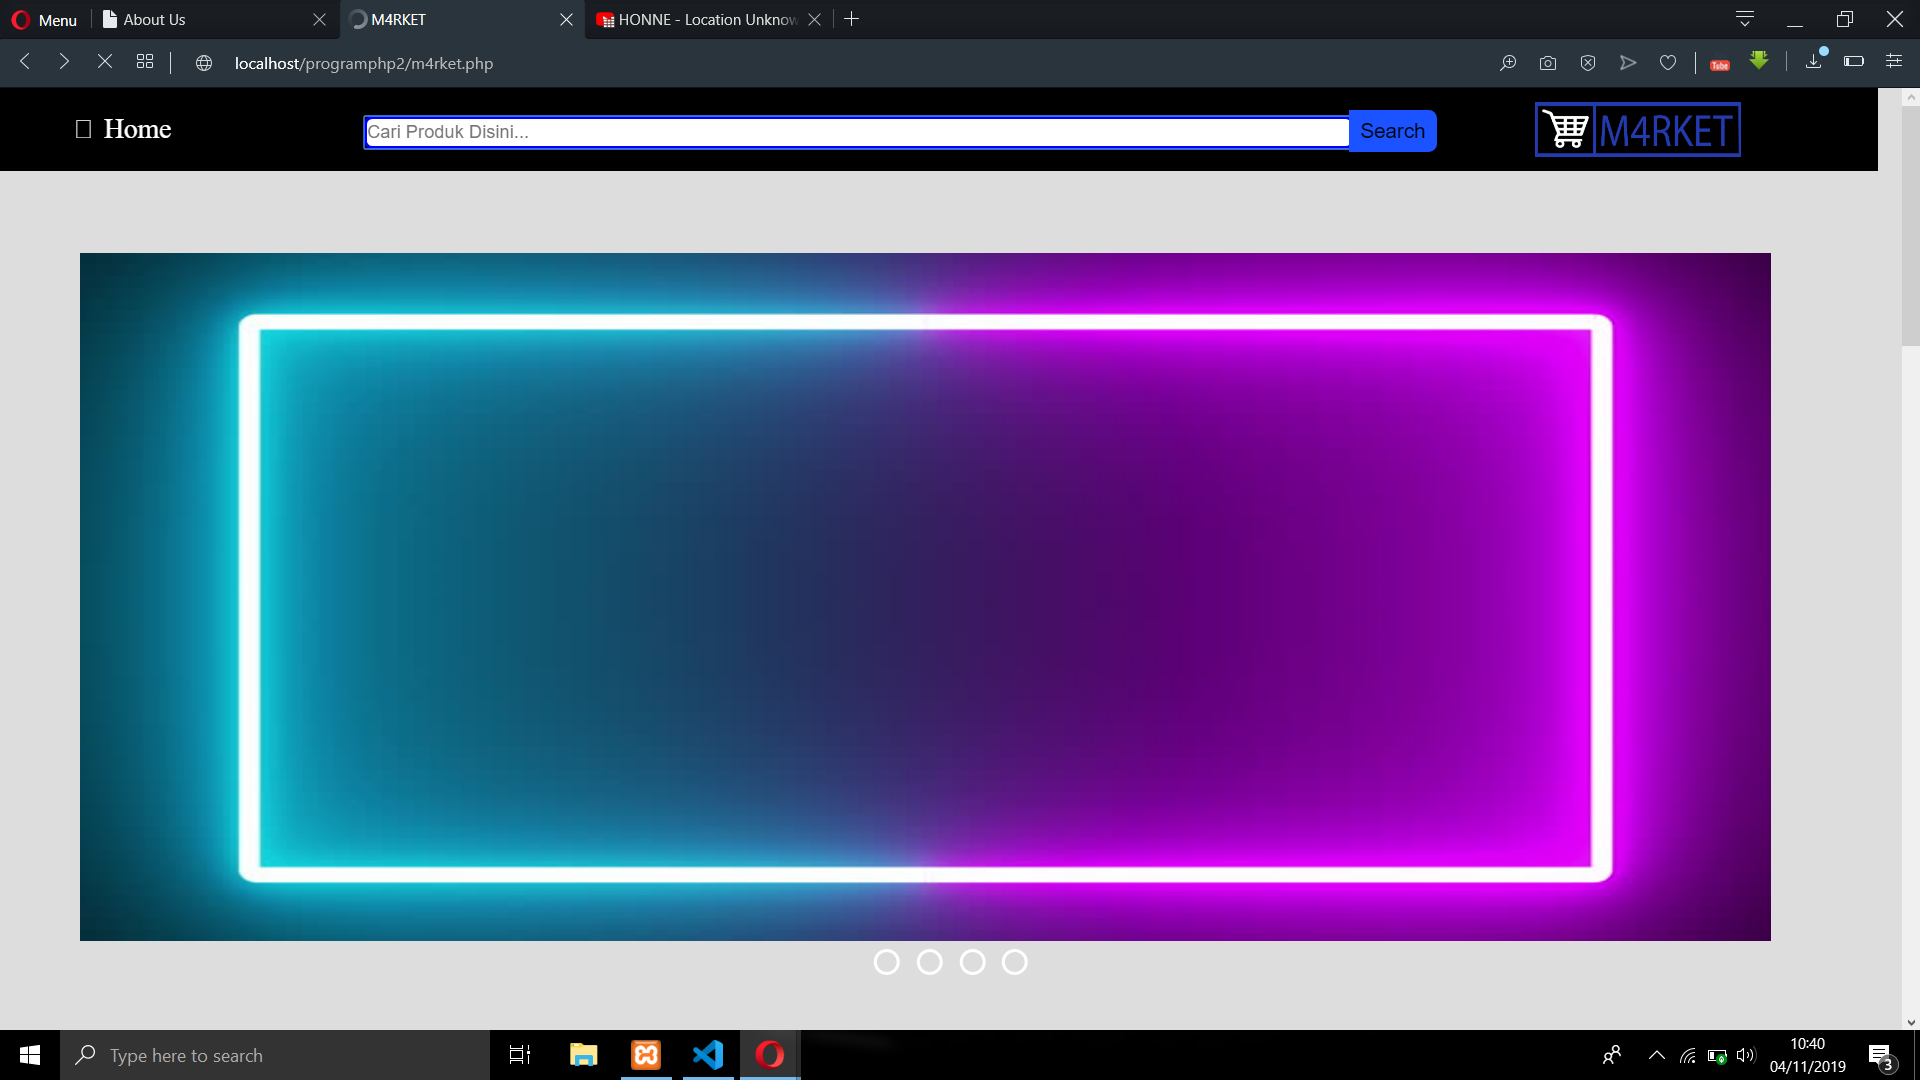 Menu
About Us
M4RKET
HONNE - Location Unknow
localhost/programphp2/m4rket.php
Tube
Home
Cari Produk Disini...
Search
M4RKET
Type here to search
10:40
04/11/2019
3